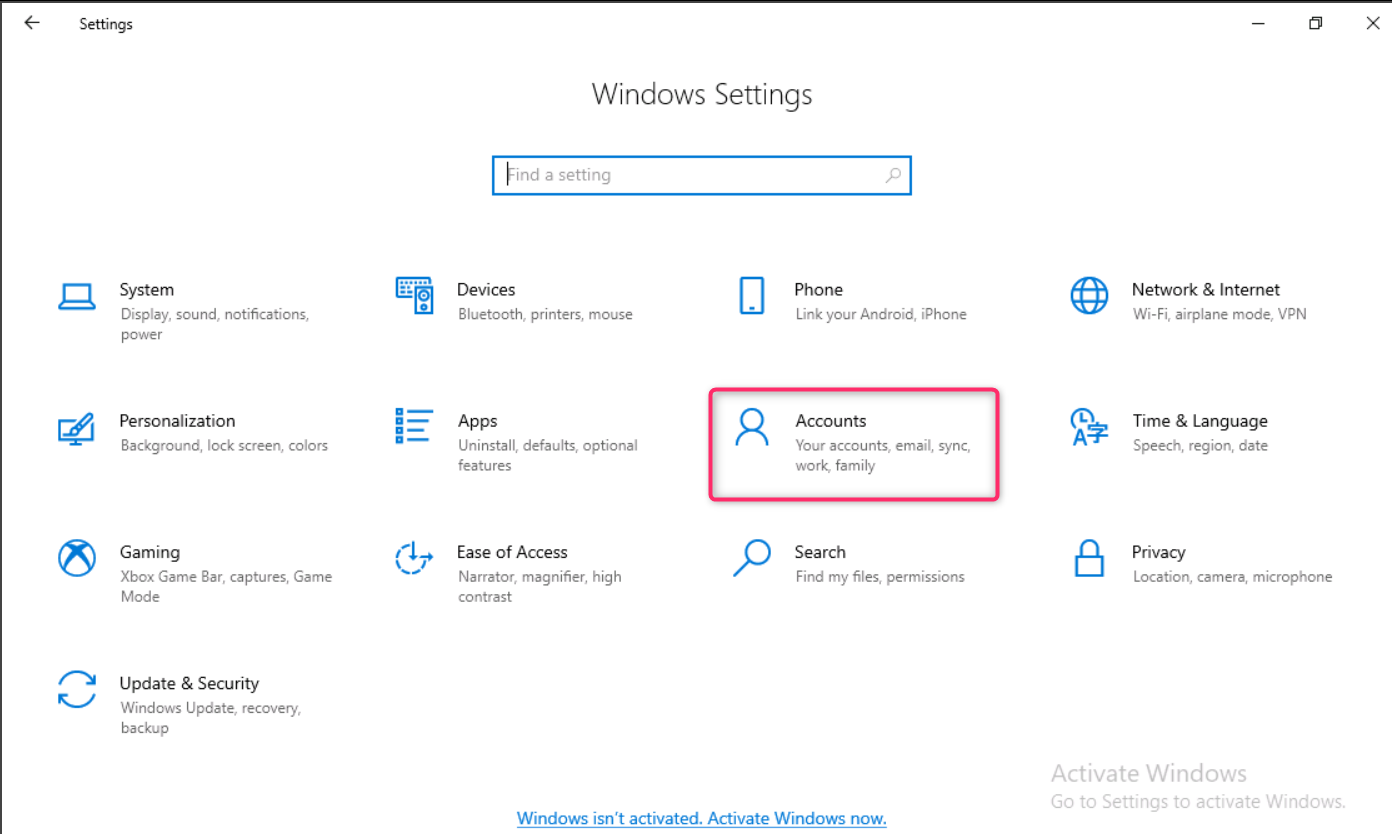 Settings
Windows Settings
Find a setting
System
Display, sound, notifications,
power
Devices
Bluetooth, printers, mouse
Phone
Link your Android, iPhone
Network & Internet
Wi-Fi, airplane mode, VPN
Personalization
Background, lock screen, colors
Apps
Uninstall, defaults, optional
features
Accounts
Your accounts, email, sync,
work, family
Time & Language
Speech, region, date
Gaming
Xbox Game Bar, captures, Game
Mode
Ease of Access
Narrator, magnifier, high
contrast
Search
Find my files, permissions
Privacy
Location, camera, microphone
Update & Security
Windows Update, recovery,
backup
Activate Windows
Go to Settings to activate Windows.
Windows isn't activated. Activate Windows now.